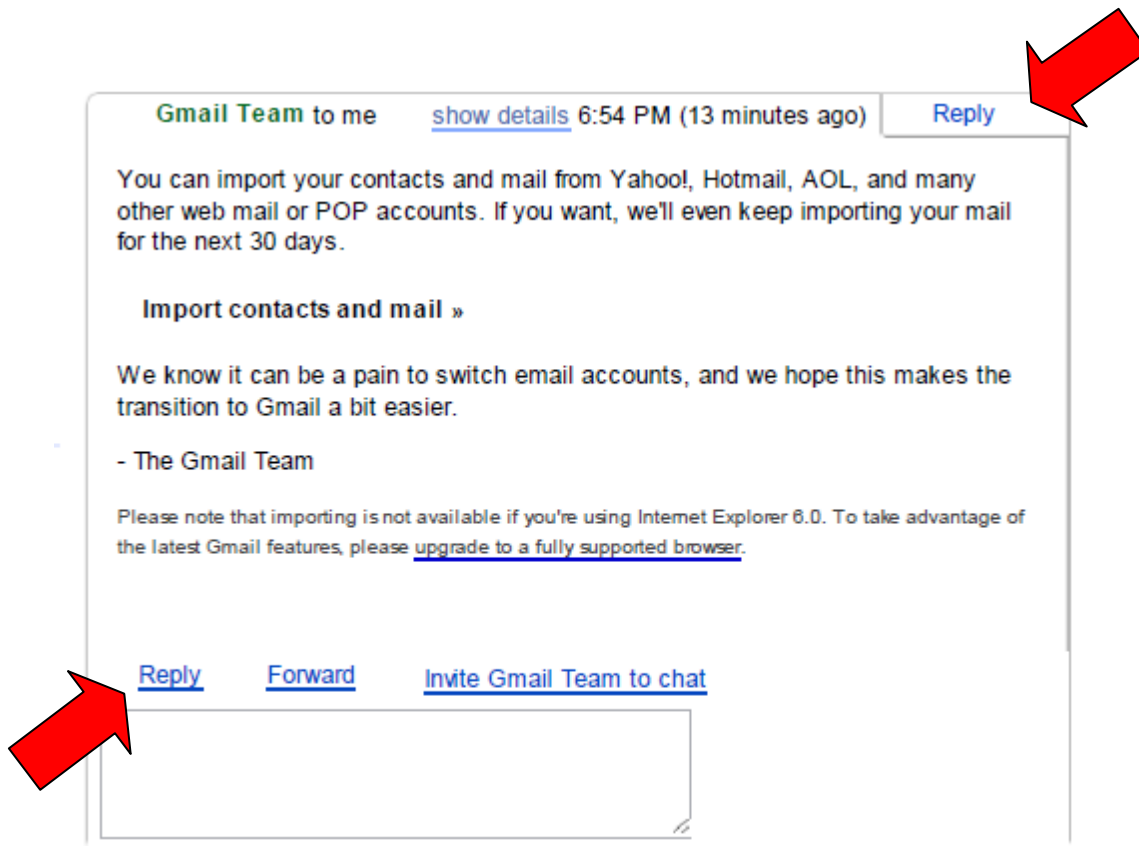 Gmail Team to me show details 6:54 PM (13 minutes ago) Reply
You can import your contacts and mail from Yahoo!, Hotmail, AOL, and many
other web mail or POP accounts. If you want, we'll even keep importing your mail
for the next 30 days.
Import contacts and mail »
We know it can be a pain to switch email accounts, and we hope this makes the
transition to Gmail a bit easier.
- The Gmail Team
Please note that importing is not available if you're using Internet Explorer 6.0. To take advantage of
the latest Gmail features, please upgrade to a fully supported browser.
Reply Forward Invite Gmail Team to chat